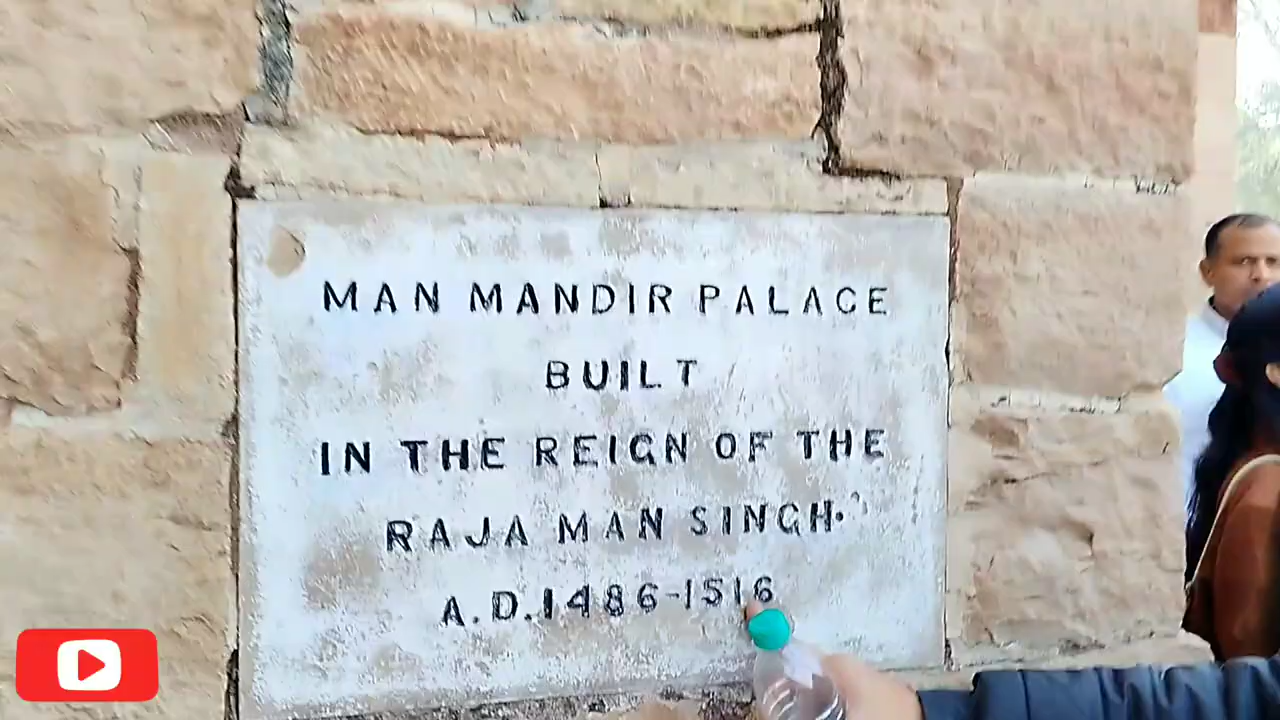 MAN MANDIR PALACE
BUILT
IN THE REIGN OF THE
RAJA MAN SINGH.
A.D.1486-1516